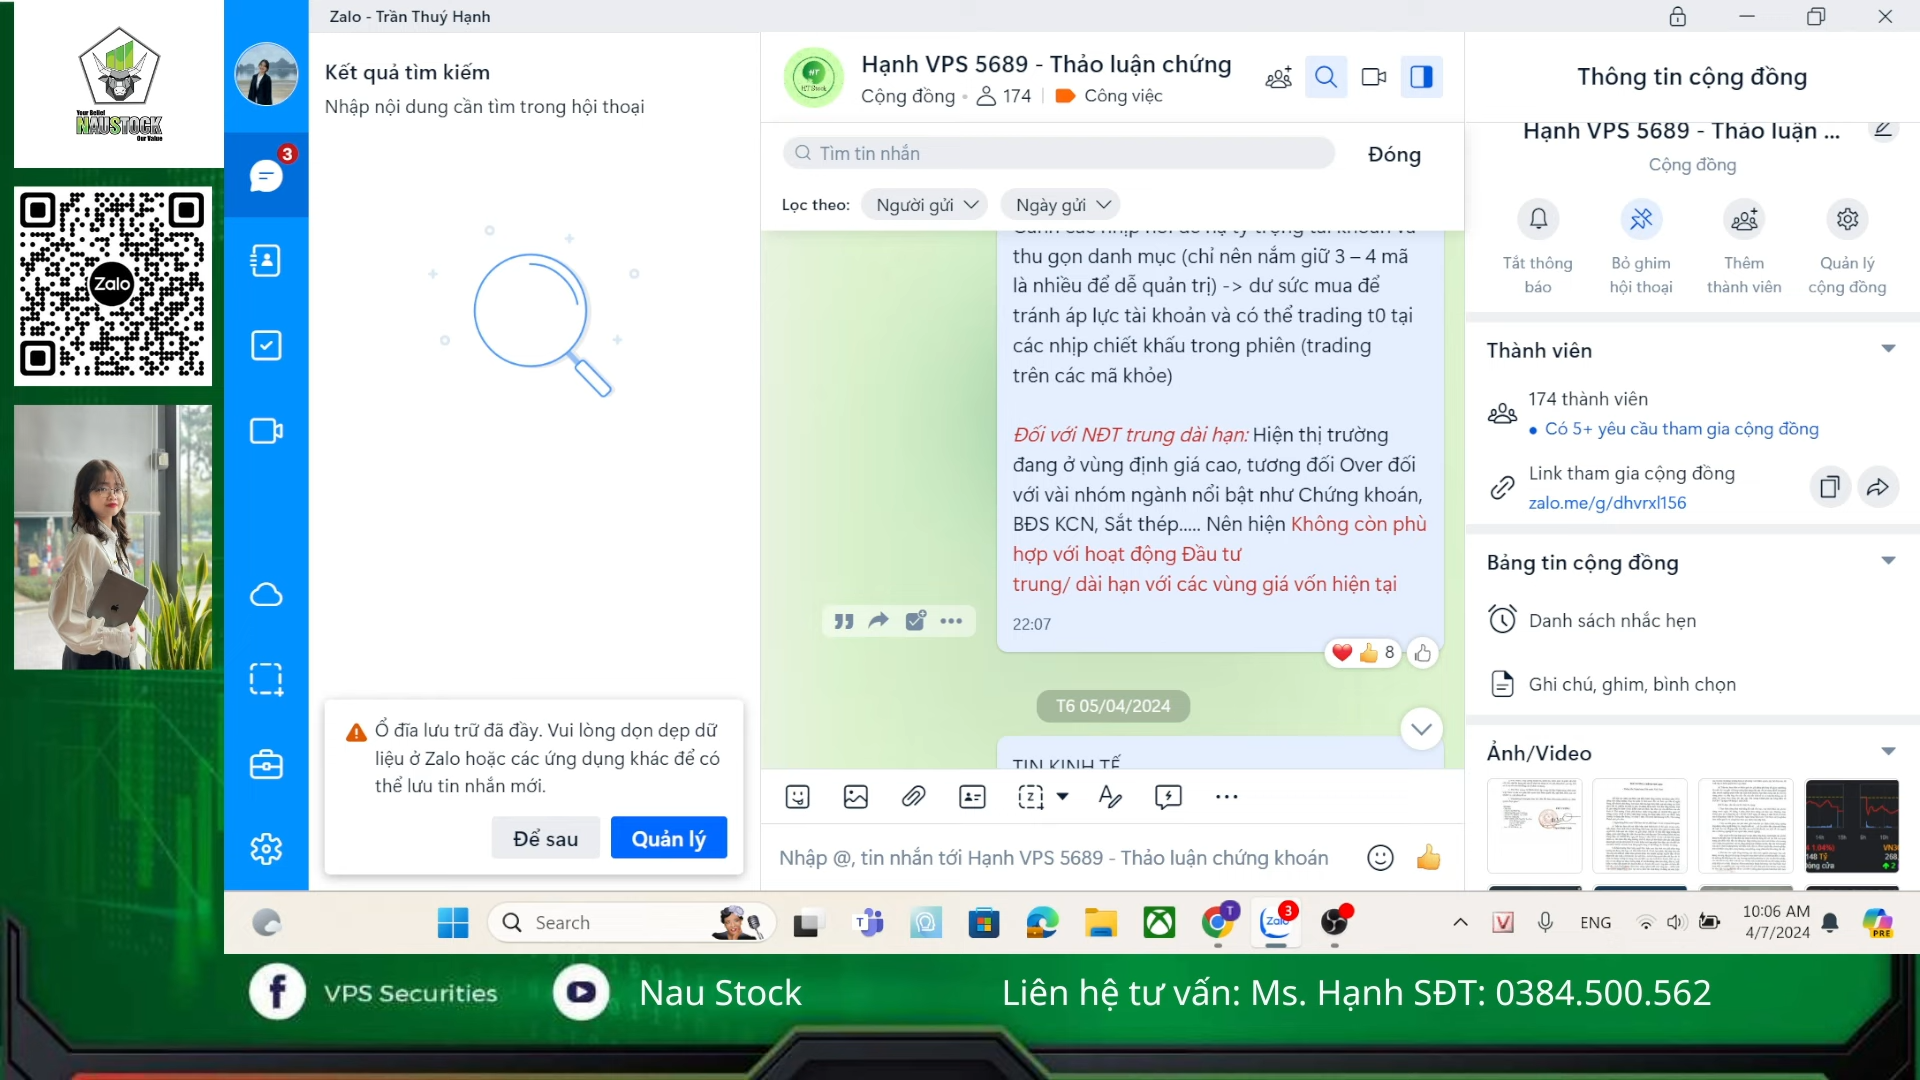 Your Belief
NAUSTOCK
Our Value
Zalo
Zalo - Trần Thuý Hạnh
3
Kết quả tìm kiếm
Nhập nội dung cần tìm trong hội thoại
Hạnh VPS 5689 - Thảo luận chứng
Cộng đồng
174
Công việc
Tìm tin nhắn
Đóng
Lọc theo:
Người gửi
Ngày gửi
thu gọn danh mục (chỉ nên nắm giữ 3 – 4 mã
là nhiều để dễ quản trị) -> dư sức mua để
tránh áp lực tài khoản và có thể trading t0 tại
các nhịp chiết khấu trong phiên (trading
trên các mã khỏe)
Đối với NĐT trung dài hạn: Hiện thị trường
đang ở vùng định giá cao, tương đối Over đối
với vài nhóm ngành nổi bật như Chứng khoán,
BĐS KCN, Sắt thép..... Nên hiện Không còn phù
hợp với hoạt động Đầu tư
trung/ dài hạn với các vùng giá vốn hiện tại
22:07
8
T6 05/04/2024
TIN KINH TẾ
Nhập @, tin nhắn tới Hạnh VPS 5689 - Thảo luận chứng khoán
Ổ đĩa lưu trữ đã đầy. Vui lòng dọn dẹp dữ
liệu ở Zalo hoặc các ứng dụng khác để có
thể lưu tin nhắn mới.
Để sau
Quản lý
Thông tin cộng đồng
Hạnh VPS 5689 - Thảo luận ...
Cộng đồng
Tắt thông
báo
Bỏ ghim
hội thoại
Thêm
thành viên
Quản lý
cộng đồng
Thành viên
174 thành viên
Có 5+ yêu cầu tham gia cộng đồng
Link tham gia cộng đồng
zalo.me/g/dhvrxl156
Bảng tin cộng đồng
Danh sách nhắc hẹn
Ghi chú, ghim, bình chọn
Ảnh/Video
Search
T
Zalo
3
ENG
10:06 AM
4/7/2024
PRE
VPS Securities
Nau Stock
Liên hệ tư vấn: Ms. Hạnh SĐT: 0384.500.562